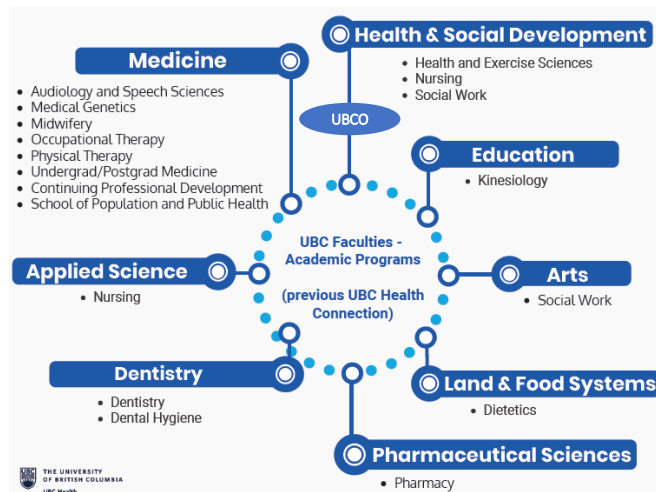 Health & Social Development
• Health and Exercise Sciences
• Nursing
• Social Work
UBCO
Medicine
• Audiology and Speech Sciences
• Medical Genetics
• Midwifery
• Occupational Therapy
• Physical Therapy
• Undergrad/Postgrad Medicine
• Continuing Professional Development
• School of Population and Public Health
Education
• Kinesiology
UBC Faculties -
Academic Programs
(previous UBC Health
Connection)
Applied Science
• Nursing
Arts
• Social Work
Dentistry
• Dentistry
• Dental Hygiene
Land & Food Systems
• Dietetics
Pharmaceutical Sciences
• Pharmacy
UBC
THE UNIVERSITY
OF BRITISH COLUMBIA
UBC Health